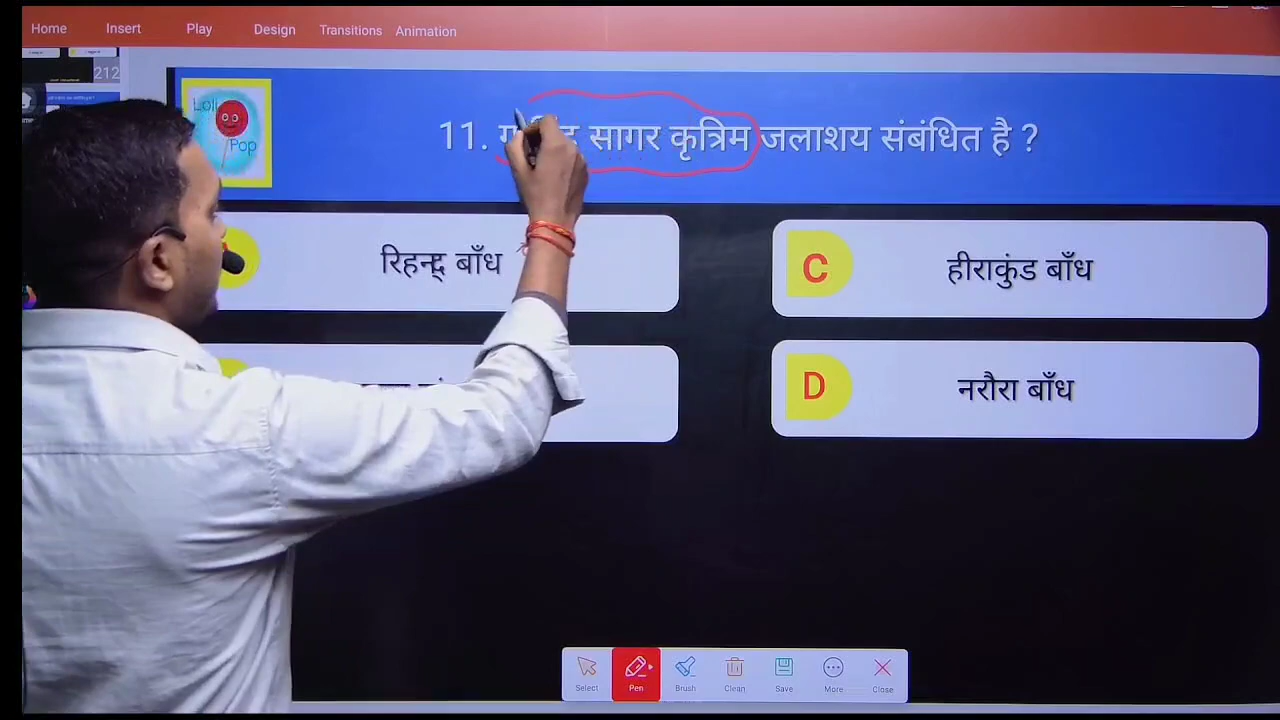 Home Insert Play Design Transitions Animation
212
Loli
Pop
11. सागर कृत्रिम जलाशय संबंधित है ?
रिहन्द् बाँध
C हीराकुंड बाँध
D नरौरा बाँध
Select Pen Brush Clean Save More Close